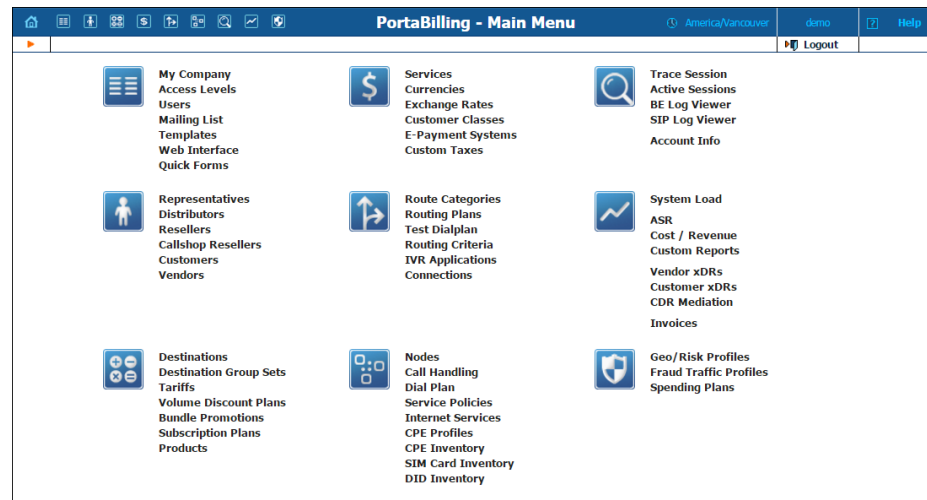 PortaBilling - Main Menu
America/Vancouver
demo
? Help
Logout
My Company
Access Levels
Users
Mailing List
Templates
Web Interface
Quick Forms
Services
Currencies
Exchange Rates
Customer Classes
E-Payment Systems
Custom Taxes
Trace Session
Active Sessions
BE Log Viewer
SIP Log Viewer
Account Info
Representatives
Distributors
Resellers
Callshop Resellers
Customers
Vendors
Route Categories
Routing Plans
Test Dialplan
Routing Criteria
IVR Applications
Connections
System Load
ASR
Cost / Revenue
Custom Reports
Vendor xDRs
Customer xDRs
CDR Mediation
Invoices
Destinations
Destination Group Sets
Tariffs
Volume Discount Plans
Bundle Promotions
Subscription Plans
Products
Nodes
Call Handling
Dial Plan
Service Policies
Internet Services
CPE Profiles
CPE Inventory
SIM Card Inventory
DID Inventory
Geo/Risk Profiles
Fraud Traffic Profiles
Spending Plans